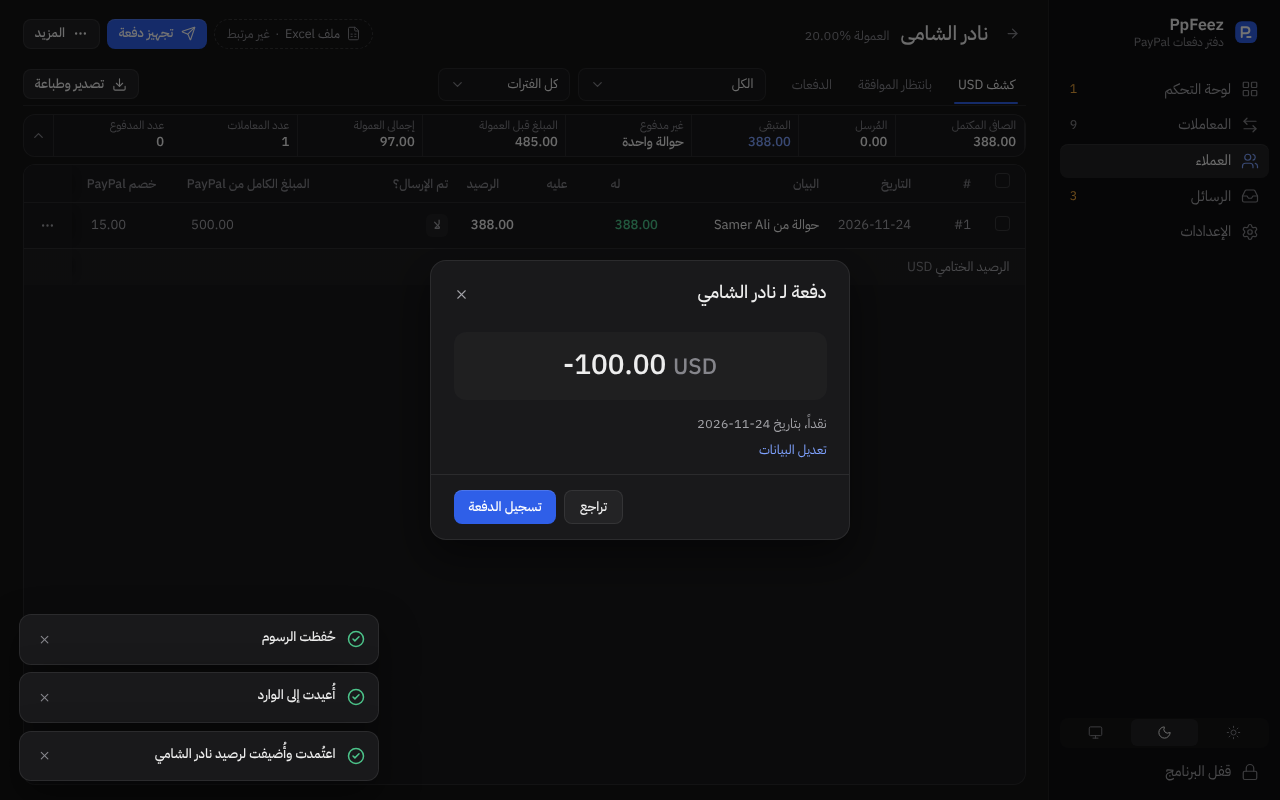 PpFeez
دفتر دفعات PayPal
لوحة التحكم 1
المعاملات 9
العملاء
الرسائل 3
الإعدادات
قفل البرنامج
نادر الشامي العمولة 20.00%
ملف Excel · غير مرتبط
تجهيز دفعة
المزيد
كشف USD
بانتظار الموافقة
الدفعات
الكل
كل الفترات
تصدير وطباعة
الصافي المكتمل 388.00
المُرسل 0.00
المتبقي 388.00
غير مدفوع حوالة واحدة
المبلغ قبل العمولة 485.00
إجمالي العمولة 97.00
عدد المعاملات 1
عدد المدفوع 0
# التاريخ البيان له عليه الرصيد تم الإرسال؟ المبلغ الكامل من PayPal خصم PayPal
#1 2026-11-24 حوالة من Samer Ali 388.00 388.00 لا 500.00 15.00
الرصيد الختامي USD
دفعة لـ نادر الشامي
-100.00 USD
نقداً، بتاريخ 24-11-2026
تعديل البيانات
تراجع
تسجيل الدفعة
حُفظت الرسوم
أُعيدت إلى الوارد
اعتُمدت وأُضيفت لرصيد نادر الشامي